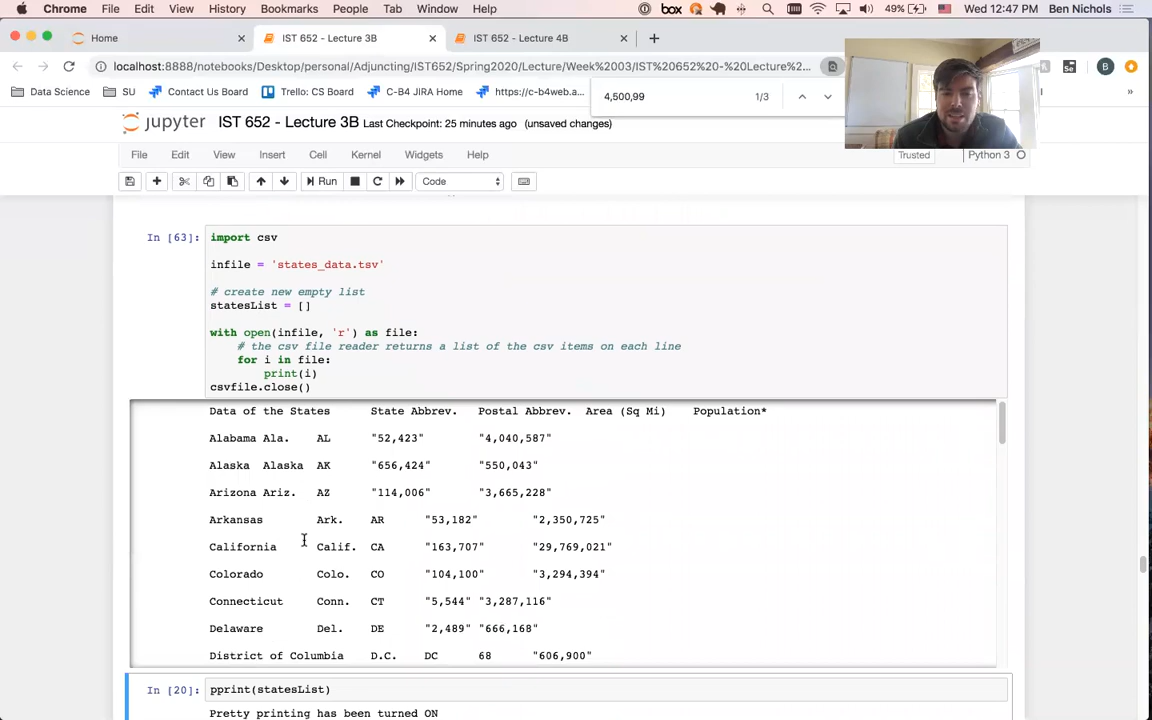 Chrome File Edit View History Bookmarks People Tab Window Help box 49% Wed 12:47 PM Ben Nichols
Home IST 652 - Lecture 3B IST 652 - Lecture 4B
localhost:8888/notebooks/Desktop/personal/Adjuncting/IST652/Spring2020/Lecture/Week%2003/IST%20652%20-%20Lecture%... B
Data Science SU Contact Us Board Trello: CS Board C-B4 JIRA Home https://c-b4web.a... »
4,500,99 1/3
jupyter IST 652 - Lecture 3B Last Checkpoint: 25 minutes ago (unsaved changes)
File Edit View Insert Cell Kernel Widgets Help Trusted Python 3
Run Code
In [63]: import csv
infile = 'states_data.tsv'
# create new empty list
statesList = []
with open(infile, 'r') as file:
# the csv file reader returns a list of the csv items on each line
for i in file:
print(i)
csvfile.close()
Data of the States State Abbrev. Postal Abbrev. Area (Sq Mi) Population*
Alabama Ala. AL "52,423" "4,040,587"
Alaska Alaska AK "656,424" "550,043"
Arizona Ariz. AZ "114,006" "3,665,228"
Arkansas Ark. AR "53,182" "2,350,725"
California Calif. CA "163,707" "29,769,021"
Colorado Colo. CO "104,100" "3,294,394"
Connecticut Conn. CT "5,544" "3,287,116"
Delaware Del. DE "2,489" "666,168"
District of Columbia D.C. DC 68 "606,900"
In [20]: pprint(statesList)
Pretty printing has been turned ON